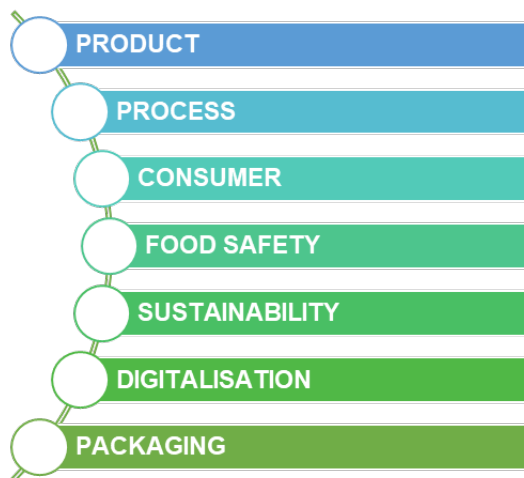 PRODUCT
PROCESS
CONSUMER
FOOD SAFETY
SUSTAINABILITY
DIGITALISATION
PACKAGING